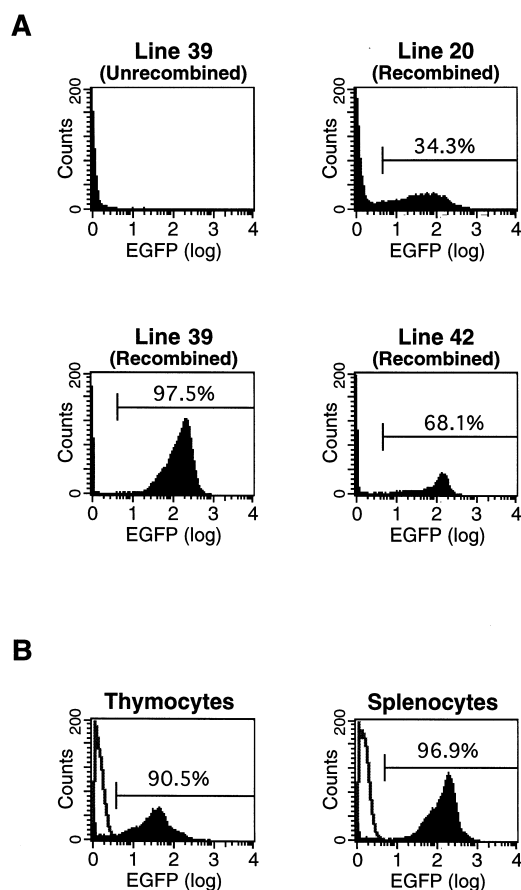 A
Line 39
(Unrecombined)
200
Counts
0
0 1 2 3 4
EGFP (log)
Line 20
(Recombined)
200
Counts
34.3%
0
0 1 2 3 4
EGFP (log)
Line 39
(Recombined)
200
Counts
97.5%
0
0 1 2 3 4
EGFP (log)
Line 42
(Recombined)
200
Counts
68.1%
0
0 1 2 3 4
EGFP (log)
B
Thymocytes
200
Counts
90.5%
0
0 1 2 3 4
EGFP (log)
Splenocytes
200
Counts
96.9%
0
0 1 2 3 4
EGFP (log)